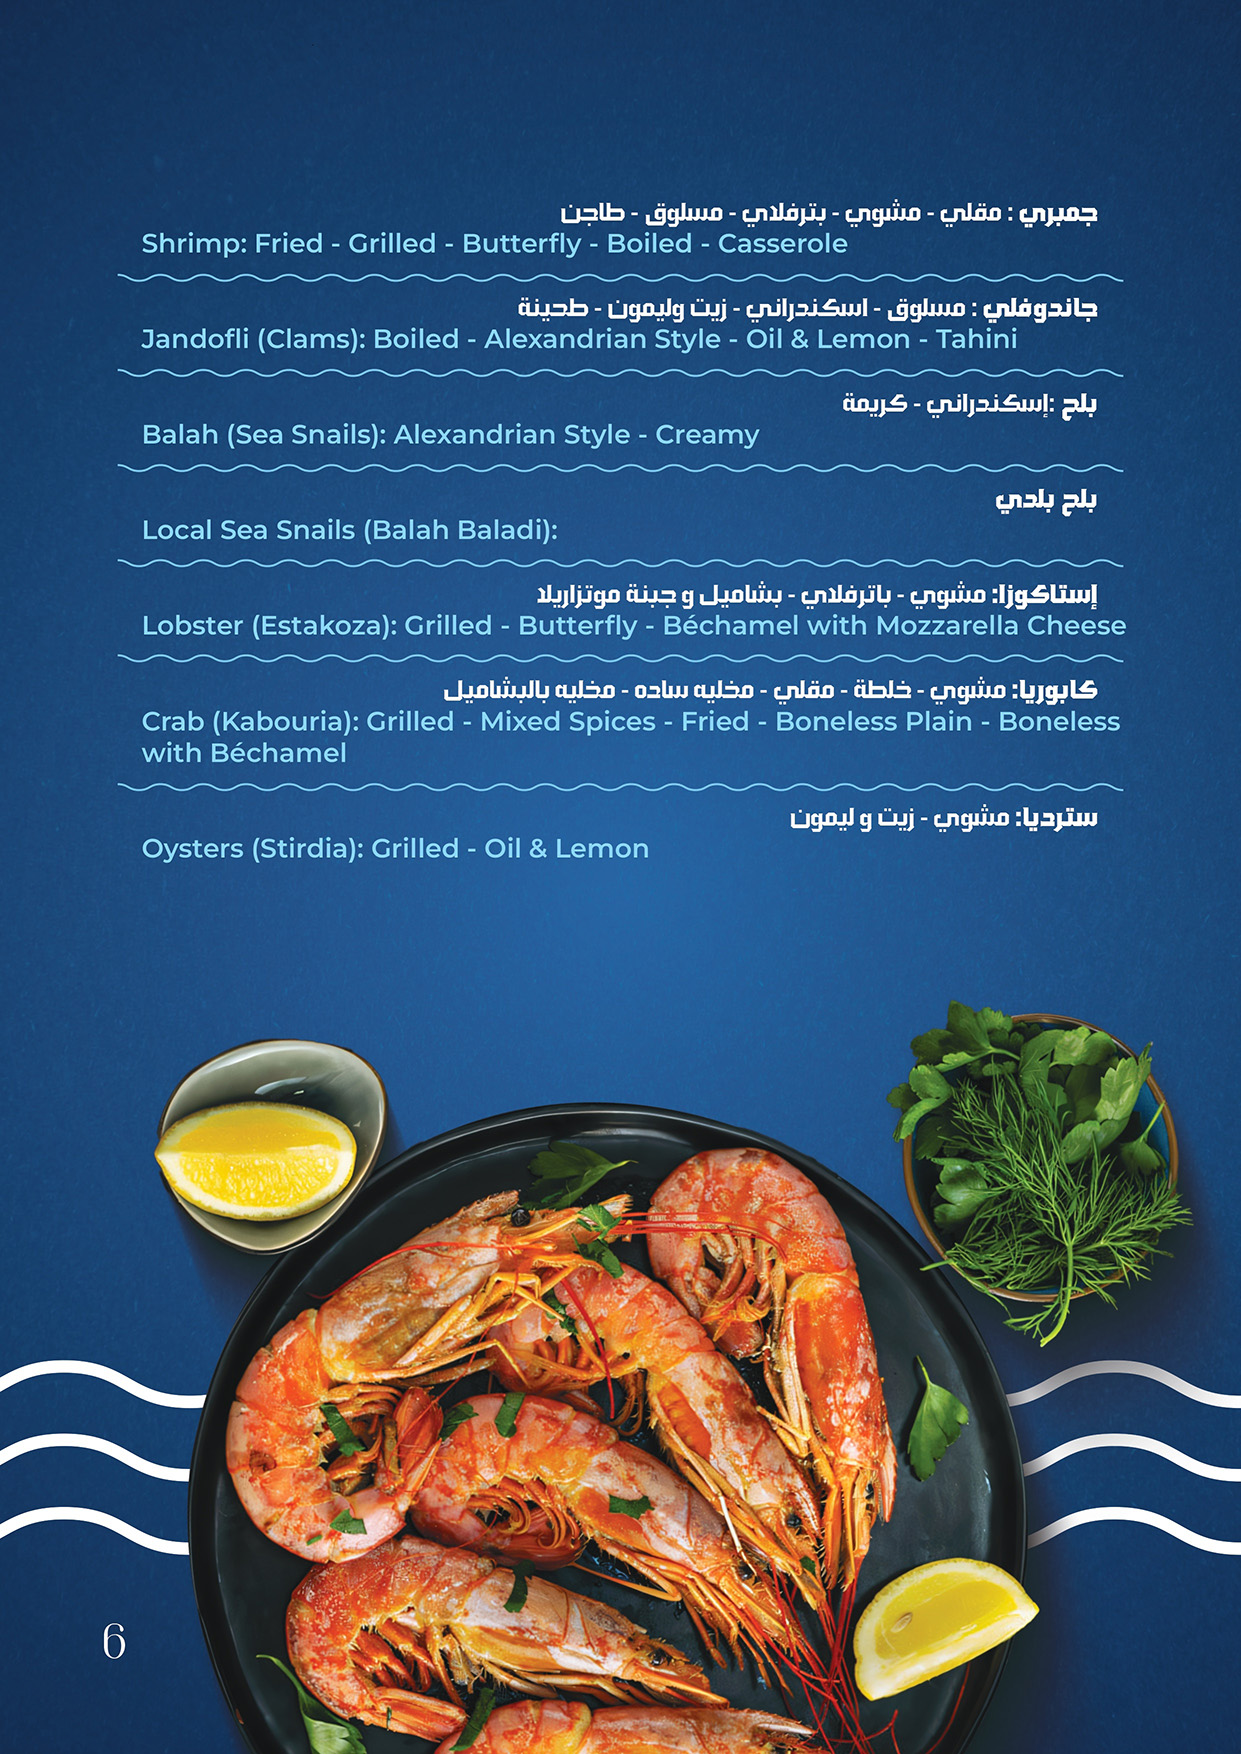 جمبري : مقلي - مشوي - بترفلاي - مسلوق - طاجن
Shrimp: Fried - Grilled - Butterfly - Boiled - Casserole
جاندوفلي : مسلوق - اسكندراني - زيت وليمون - طحينة
Jandofli (Clams): Boiled - Alexandrian Style - Oil & Lemon - Tahini
بلح :إسكندراني - كريمة
Balah (Sea Snails): Alexandrian Style - Creamy
بلح بلدي
Local Sea Snails (Balah Baladi):
إستاكوزا: مشوي - باترفلاي - بشاميل و جبنة موتزاريلا
Lobster (Estakoza): Grilled - Butterfly - Béchamel with Mozzarella Cheese
كابوريا: مشوي - خلطة - مقلي - مخليه ساده - مخليه بالبشاميل
Crab (Kabouria): Grilled - Mixed Spices - Fried - Boneless Plain - Boneless
with Béchamel
سترديا: مشوي - زيت و ليمون
Oysters (Stirdia): Grilled - Oil & Lemon
6